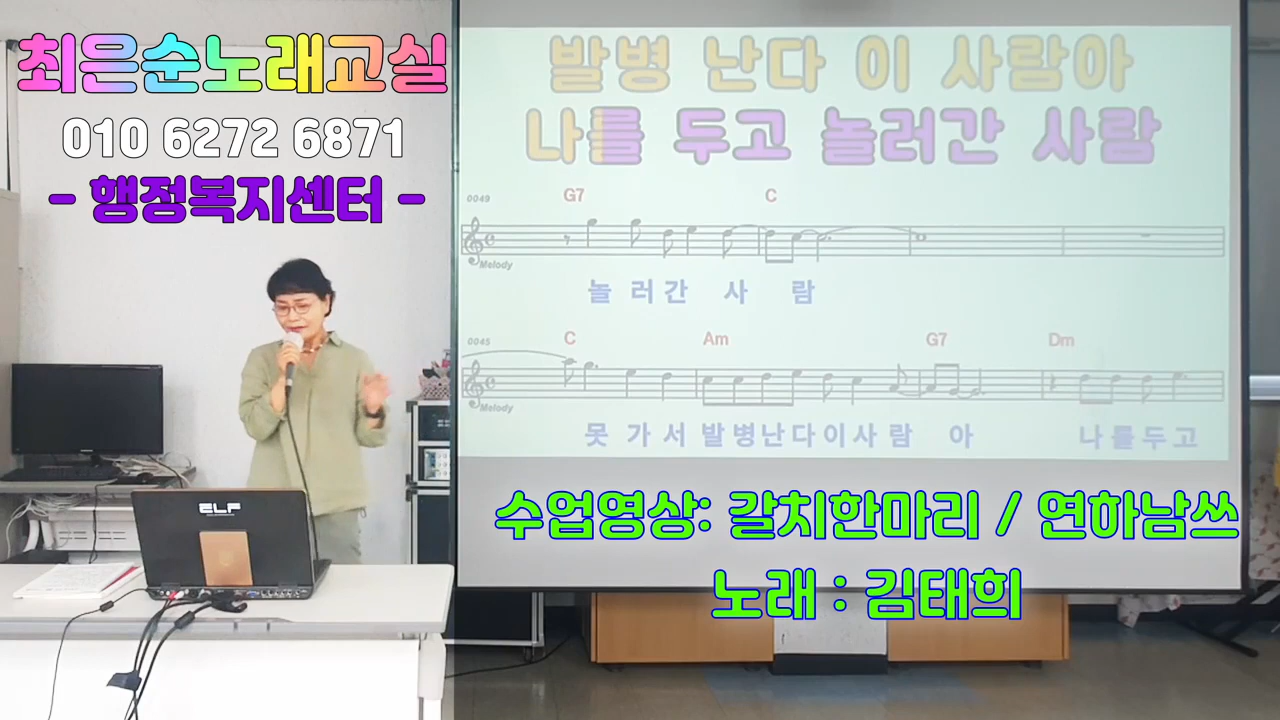 최은순노래교실
010 6272 6871
- 행정복지센터 -
발병 난다 이 사람아
나를 두고 놀러간 사람
0049 G7 C
Melody
놀 러 간 사 람
0045 C Am G7 Dm
Melody
못 가 서 발 병 난 다 이 사 람 아 나 를 두 고
ELF
수업영상: 갈치한마리 / 연하남쓰
노래 : 김태희